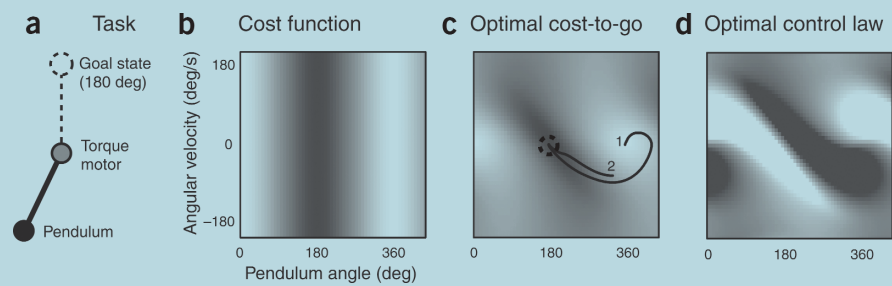 a Task
Goal state
(180 deg)
Torque
motor
Pendulum
b Cost function
Angular velocity (deg/s)
180
0
−180
0 180 360
Pendulum angle (deg)
c Optimal cost-to-go
1
2
0 180 360
d Optimal control law
0 180 360